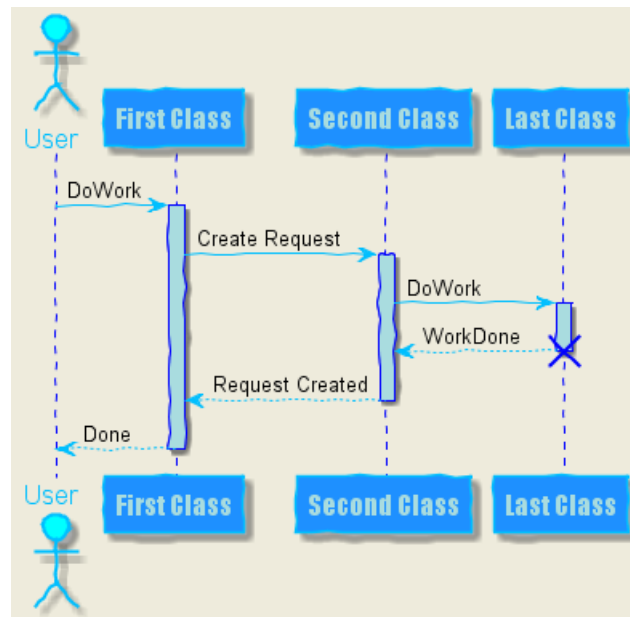 User
First Class
Second Class
Last Class
DoWork
Create Request
DoWork
WorkDone
Request Created
Done
User
First Class
Second Class
Last Class